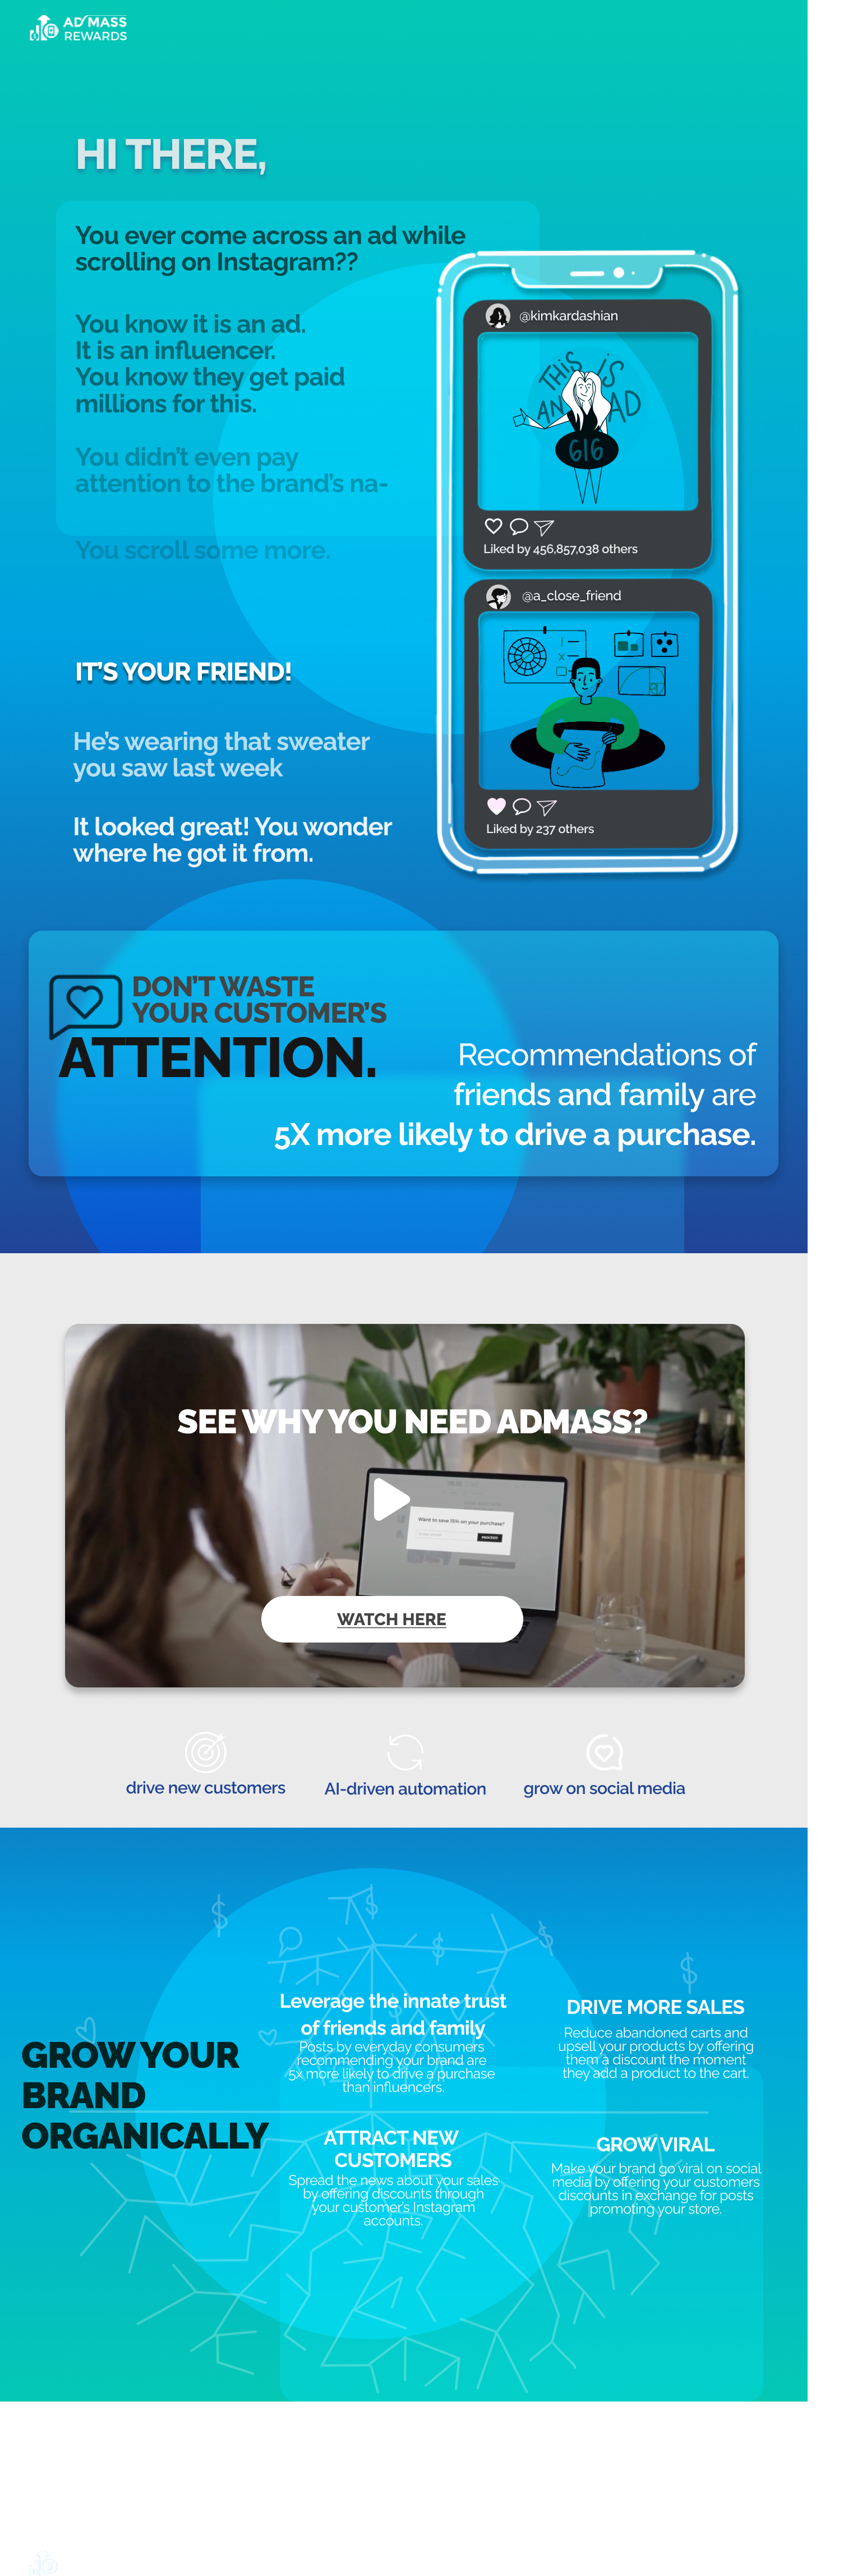 AD/MASS
REWARDS
HI THERE,
You ever come across an ad while
scrolling on Instagram??
You know it is an ad.
It is an influencer.
You know they get paid
millions for this.
You didn't even pay
attention to the brand's na-
You scroll some more.
@kimkardashian
THIS IS
AN AD
616
Liked by 456,857,038 others
@a_close_friend
Liked by 237 others
IT'S YOUR FRIEND!
He's wearing that sweater
you saw last week
It looked great! You wonder
where he got it from.
DON'T WASTE
YOUR CUSTOMER'S
ATTENTION.
Recommendations of
friends and family are
5X more likely to drive a purchase.
SEE WHY YOU NEED ADMASS?
Want to save 15% on your purchase?
PROCEED
WATCH HERE
drive new customers
AI-driven automation
grow on social media
GROW YOUR
BRAND
ORGANICALLY
Leverage the innate trust
of friends and family
Posts by everyday consumers
recommending your brand are
5x more likely to drive a purchase
than influencers.
DRIVE MORE SALES
Reduce abandoned carts and
upsell your products by offering
them a discount the moment
they add a product to the cart.
ATTRACT NEW
CUSTOMERS
Spread the news about your sales
by offering discounts through
your customer's Instagram
accounts.
GROW VIRAL
Make your brand go viral on social
media by offering your customers
discounts in exchange for posts
promoting your store.